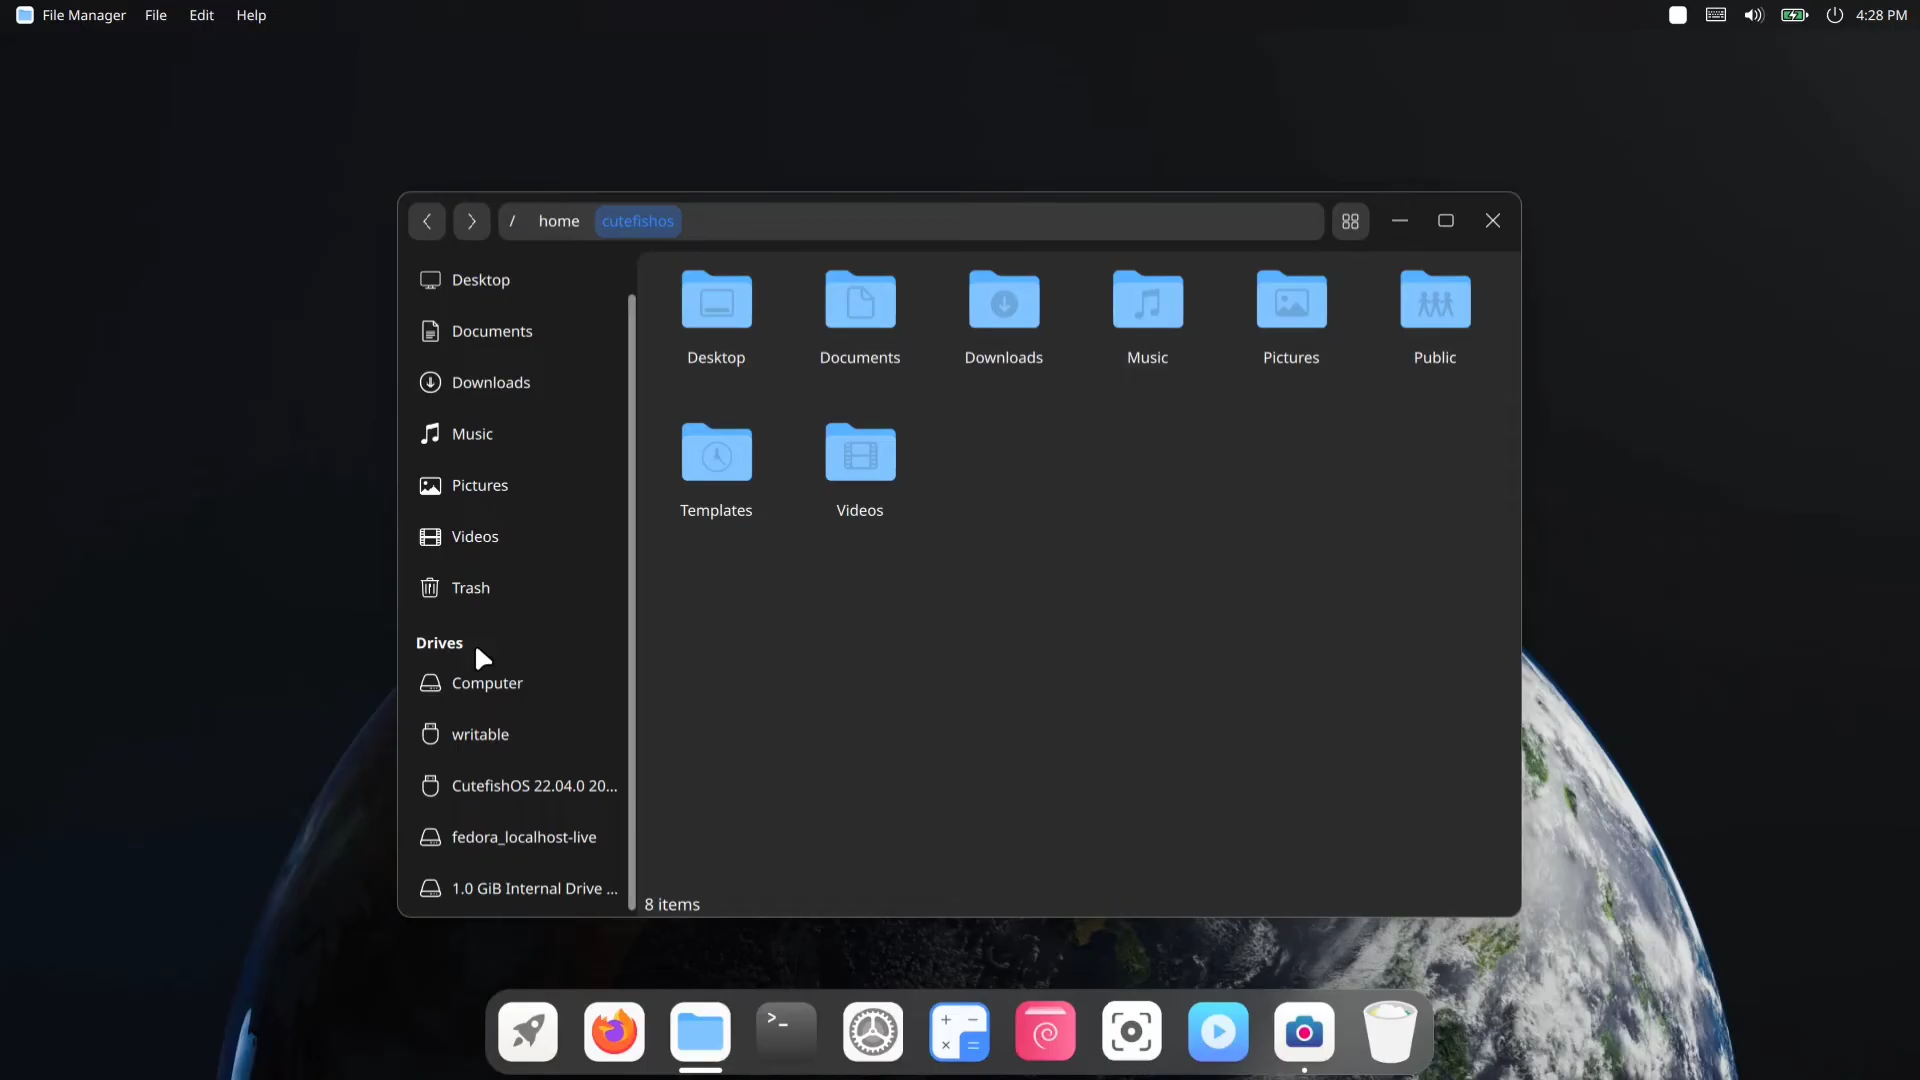 File Manager File Edit Help
4:28 PM
/ home cutefishos
Desktop
Documents
Downloads
Music
Pictures
Videos
Trash
Drives
Computer
writable
CutefishOS 22.04.0 20...
fedora_localhost-live
1.0 GiB Internal Drive ...
Desktop Documents Downloads Music Pictures Public
Templates Videos
8 items
>_
+ −
× =